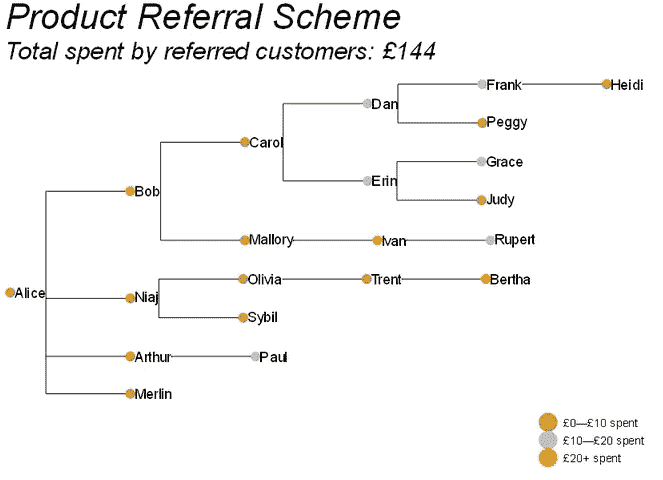 Product Referral Scheme
Total spent by referred customers: £144
Frank
Heidi
Dan
Peggy
Carol
Grace
Erin
Bob
Judy
Mallory
Ivan
Rupert
Olivia
Trent
Bertha
Alice
Niaj
Sybil
Arthur
Paul
Merlin
£0—£10 spent
£10—£20 spent
£20+ spent